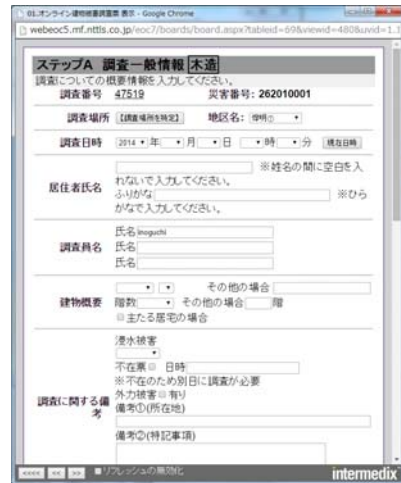 01.オンライン建物被害調査票 表示 - Google Chrome
webeoc5.mf.nttls.co.jp/eoc7/boards/board.aspx?tableid=69&viewid=480&uvid=1.1
ステップA 調査一般情報 木造
調査についての概要情報を入力してください。
調査番号 47519 災害番号: 262010001
調査場所 【調査場所を特定】 地区名:
調査日時 2014 年 月 日 時 分 現在日時
居住者氏名 ※姓名の間に空白を入れないで入力してください。
ふりがな ※ひらがなで入力してください。
調査員名 氏名 inoguchi
氏名
氏名
建物概要 その他の場合
階数 その他の場合 階
主たる居宅の場合
調査に関する備考 浸水被害
不在票 日時
※不在のため別日に調査が必要
外力被害 有り
備考①(所在地)
備考②(特記事項)
<<<< << >> リフレッシュの無効化 intermedix